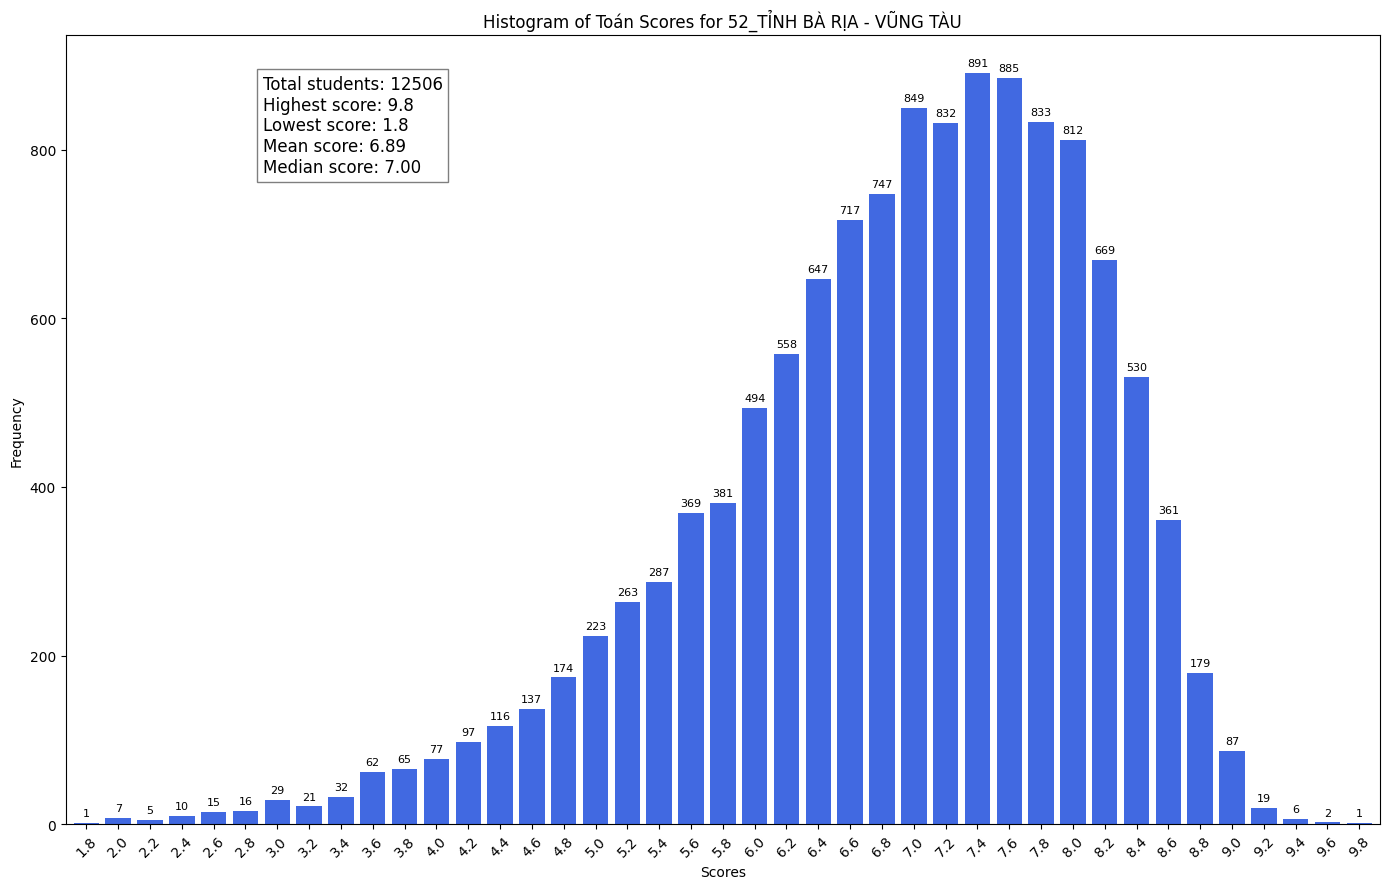 Histogram of Toán Scores for 52_TỈNH BÀ RỊA - VŨNG TÀU
Total students: 12506
Highest score: 9.8
Lowest score: 1.8
Mean score: 6.89
Median score: 7.00
Frequency
800
600
400
200
0
1 7 5 10 15 16 29 21 32 62 65 77 97 116 137 174 223 263 287 369 381 494 558 647 717 747 849 832 891 885 833 812 669 530 361 179 87 19 6 2 1
1.8 2.0 2.2 2.4 2.6 2.8 3.0 3.2 3.4 3.6 3.8 4.0 4.2 4.4 4.6 4.8 5.0 5.2 5.4 5.6 5.8 6.0 6.2 6.4 6.6 6.8 7.0 7.2 7.4 7.6 7.8 8.0 8.2 8.4 8.6 8.8 9.0 9.2 9.4 9.6 9.8
Scores